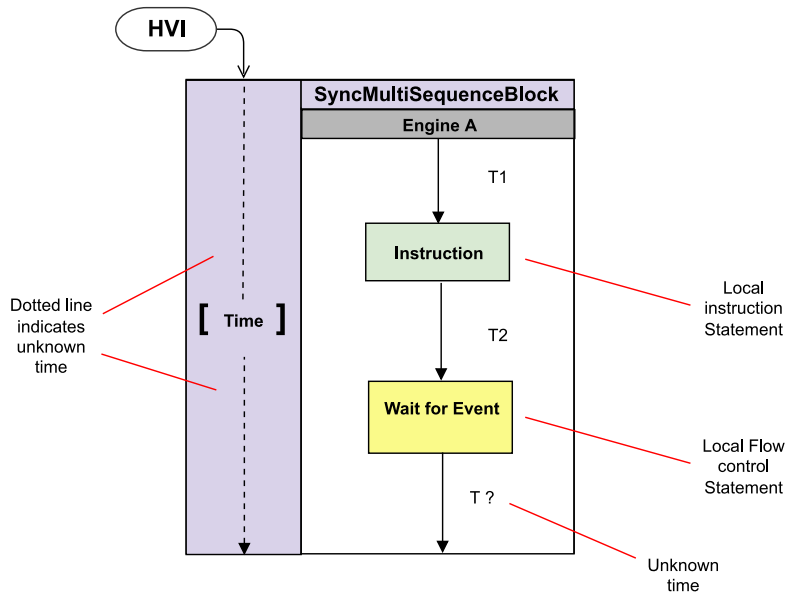 HVI
SyncMultiSequenceBlock
Engine A
T1
Instruction
Local
instruction
Statement
Dotted line
indicates
unknown
time
[ Time ]
T2
Wait for Event
Local Flow
control
Statement
T ?
Unknown
time